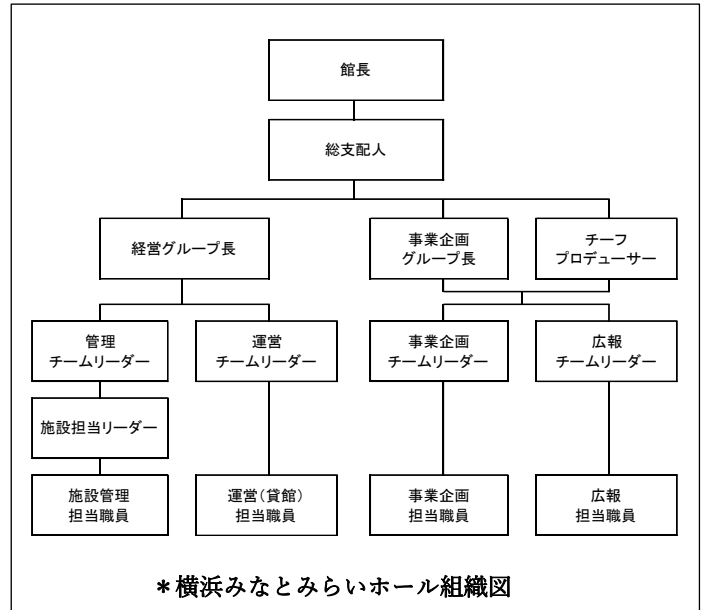 館長
総支配人
経営グループ長
事業企画
グループ長
チーフ
プロデューサー
管理
チームリーダー
運営
チームリーダー
事業企画
チームリーダー
広報
チームリーダー
施設担当リーダー
施設管理
担当職員
運営(貸館)
担当職員
事業企画
担当職員
広報
担当職員
*横浜みなとみらいホール組織図